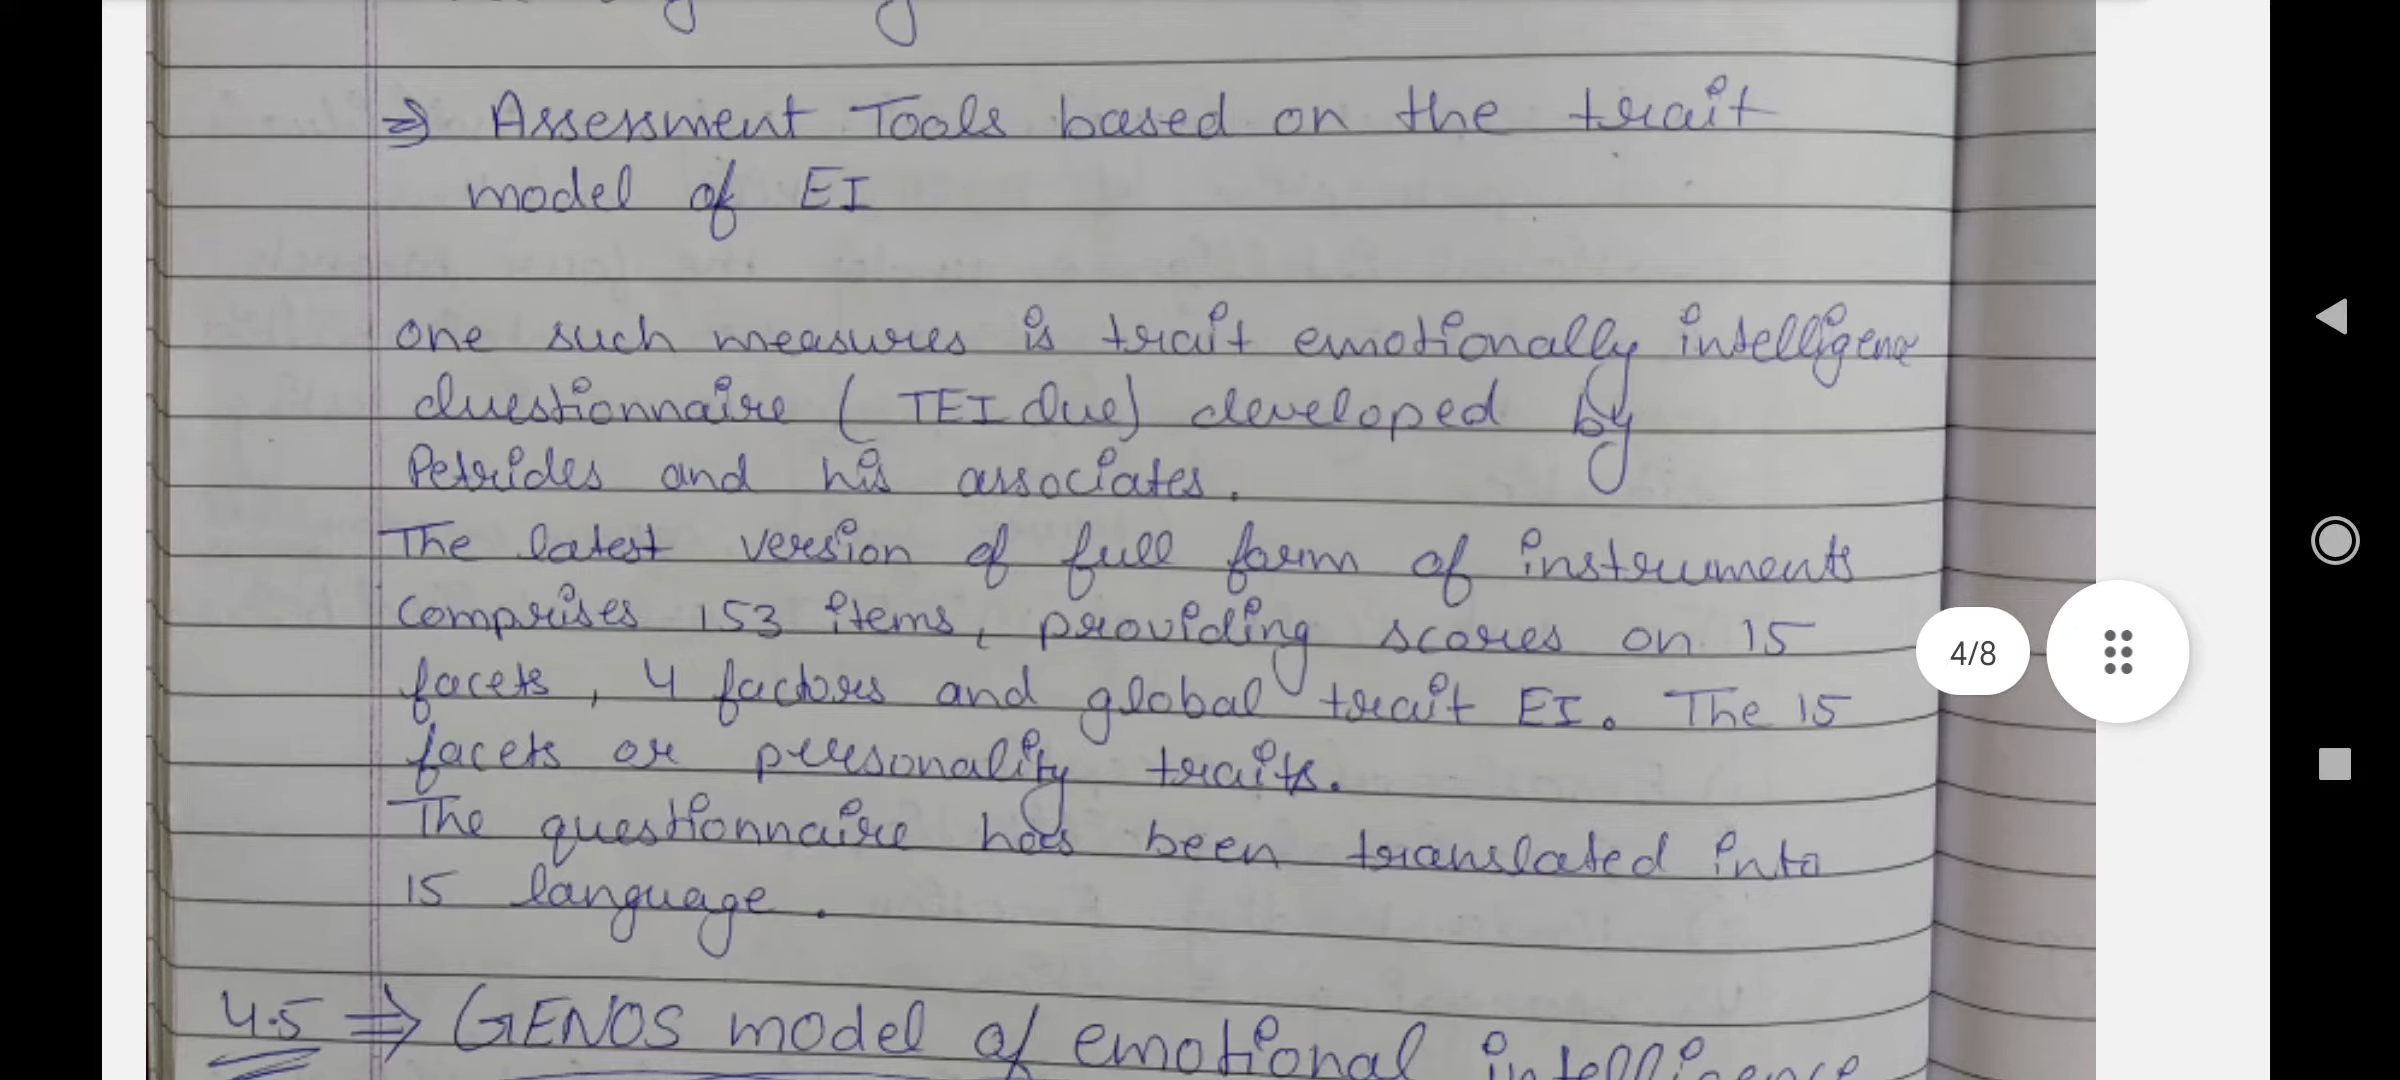 ⇒ Assessment Tools based on the trait
model of EI
one such measures is trait emotionally intelligence
Questionnaire (TEI Que) developed by
Petrides and his associates.
The latest version of full form of instruments
comprises 153 items, providing scores on 15
facets, 4 factors and global trait EI. The 15
facets or personality traits.
The questionnaire has been translated into
15 language.
4.5 ⇒ GENOS model of emotional intelligence
4/8